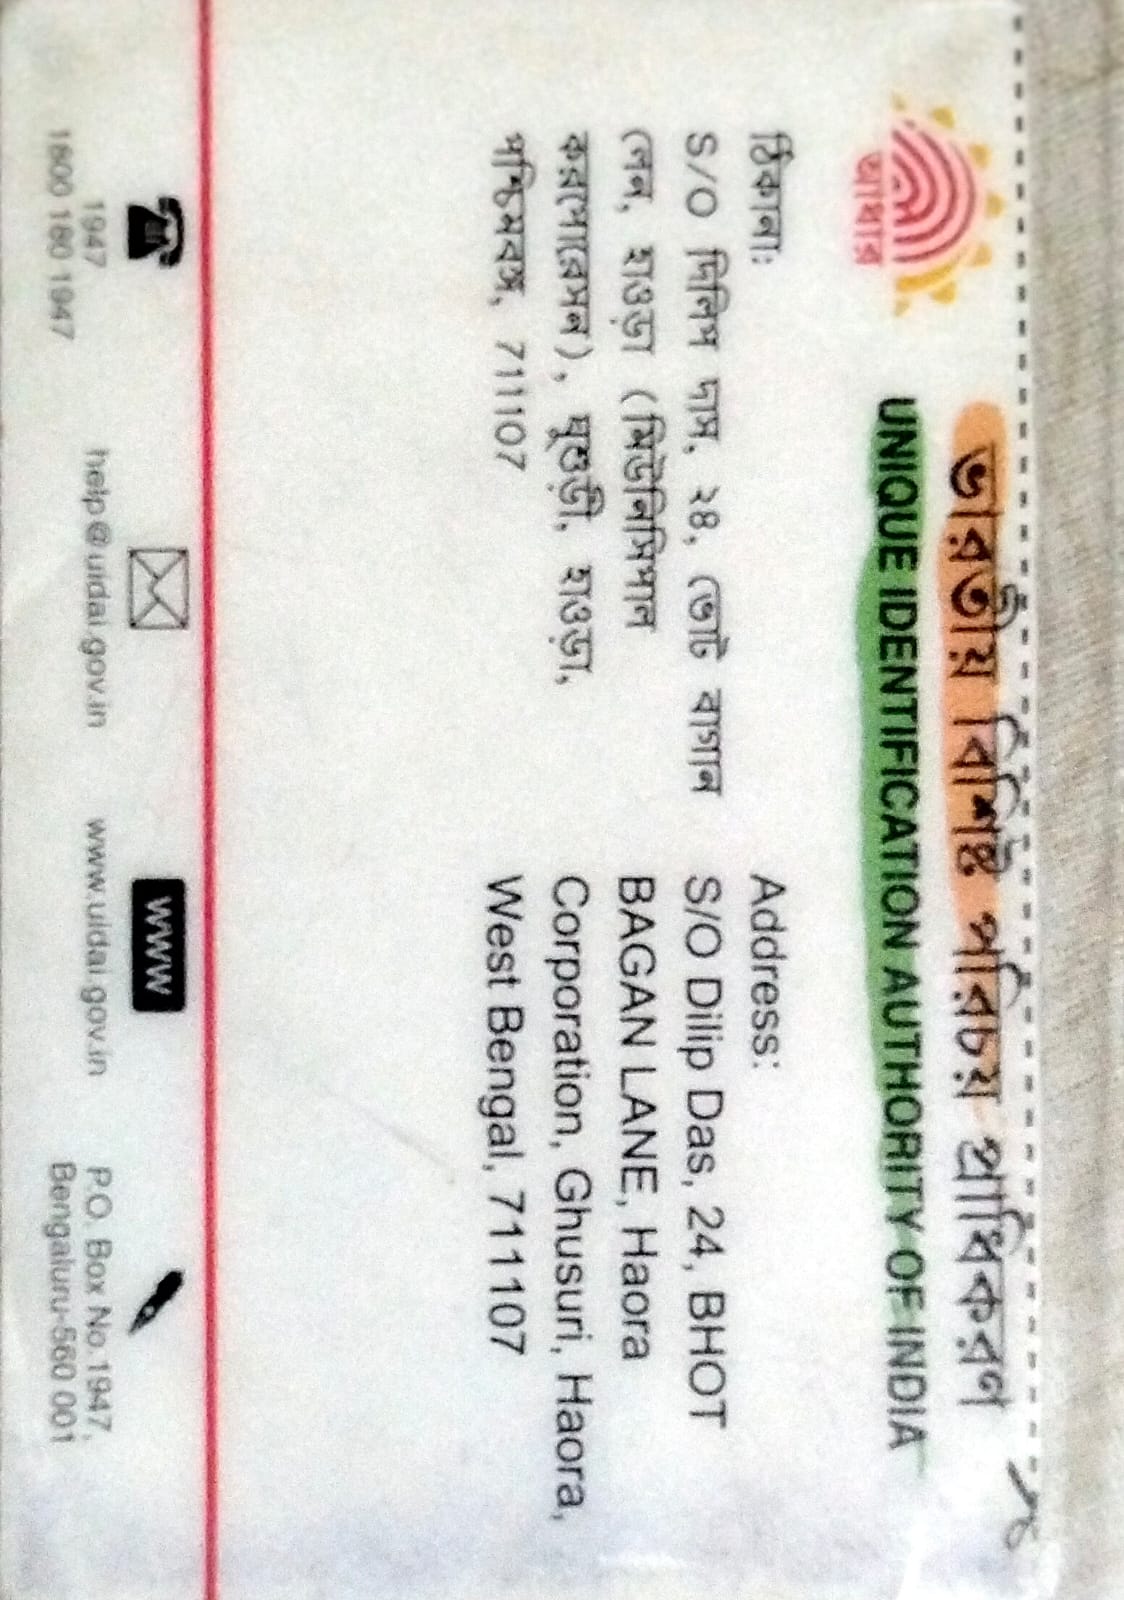 ভারতীয় বিশিষ্ট পরিচয় প্রাধিকরণ
UNIQUE IDENTIFICATION AUTHORITY OF INDIA
আধার
ঠিকানা:
S/O দিলিপ দাস, ২৪, ভোট বাগান
লেন, হাওড়া (মিউনিসিপাল
করপোরেসন), ঘুশুড়ী, হাওড়া,
পশ্চিমবঙ্গ, 711107
Address:
S/O Dilip Das, 24, BHOT
BAGAN LANE, Haora
Corporation, Ghusuri, Haora,
West Bengal, 711107
1947
1800 180 1947
help@uidai.gov.in
WWW
www.uidai.gov.in
P.O. Box No.1947,
Bengaluru-560 001